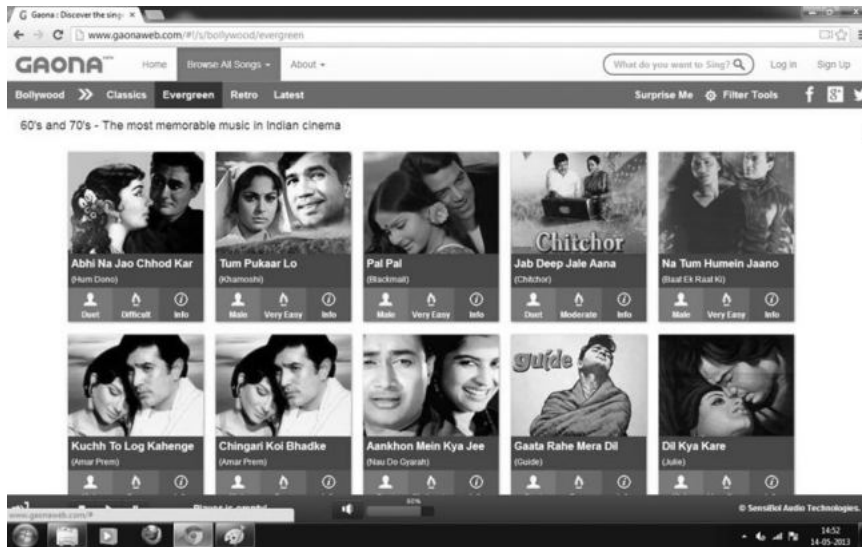 Gaona : Discover the sing
www.gaonaweb.com/#!/s/bollywood/evergreen
GAONA Home Browse All Songs About What do you want to Sing? Log in Sign Up
Bollywood Classics Evergreen Retro Latest Surprise Me Filter Tools f g+
60's and 70's - The most memorable music in Indian cinema
Chitchor
Abhi Na Jao Chhod Kar Tum Pukaar Lo Pal Pal Jab Deep Jale Aana Na Tum Humein Jaano
(Hum Dono) (Khamoshi) (Blackmail) (Chitchor) (Baat Ek Raat Ki)
Duet Difficult Info Male Very Easy Info Male Very Easy Info Duet Moderate Info Male Very Easy Info
guide
Kuchh To Log Kahenge Chingari Koi Bhadke Aankhon Mein Kya Jee Gaata Rahe Mera Dil Dil Kya Kare
(Amar Prem) (Amar Prem) (Nau Do Gyarah) (Guide) (Julie)
Player is empty!
60%
© SensiBol Audio Technologies.
www.gaonaweb.com/#
14:52
14-05-2013